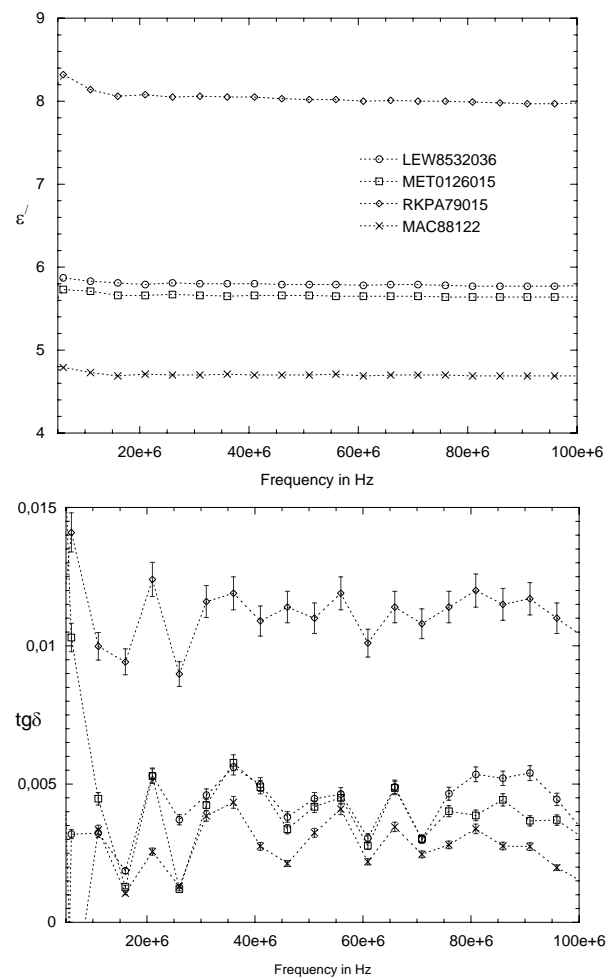 9
8
7
6
5
4
ε′
LEW8532036
MET0126015
RKPA79015
MAC88122
20e+6 40e+6 60e+6 80e+6 100e+6
Frequency in Hz
0,015
0,01
0,005
0
tgδ
20e+6 40e+6 60e+6 80e+6 100e+6
Frequency in Hz